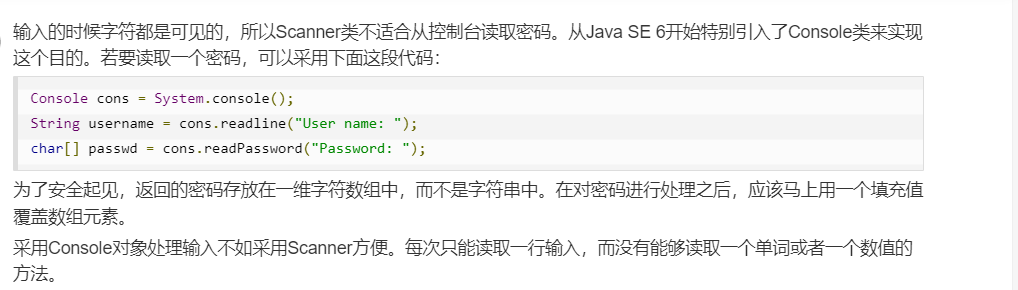 输入的时候字符都是可见的，所以Scanner类不适合从控制台读取密码。从Java SE 6开始特别引入了Console类来实现
这个目的。若要读取一个密码，可以采用下面这段代码：
Console cons = System.console();
String username = cons.readline("User name: ");
char[] passwd = cons.readPassword("Password: ");
为了安全起见，返回的密码存放在一维字符数组中，而不是字符串中。在对密码进行处理之后，应该马上用一个填充值
覆盖数组元素。
采用Console对象处理输入不如采用Scanner方便。每次只能读取一行输入，而没有能够读取一个单词或者一个数值的
方法。